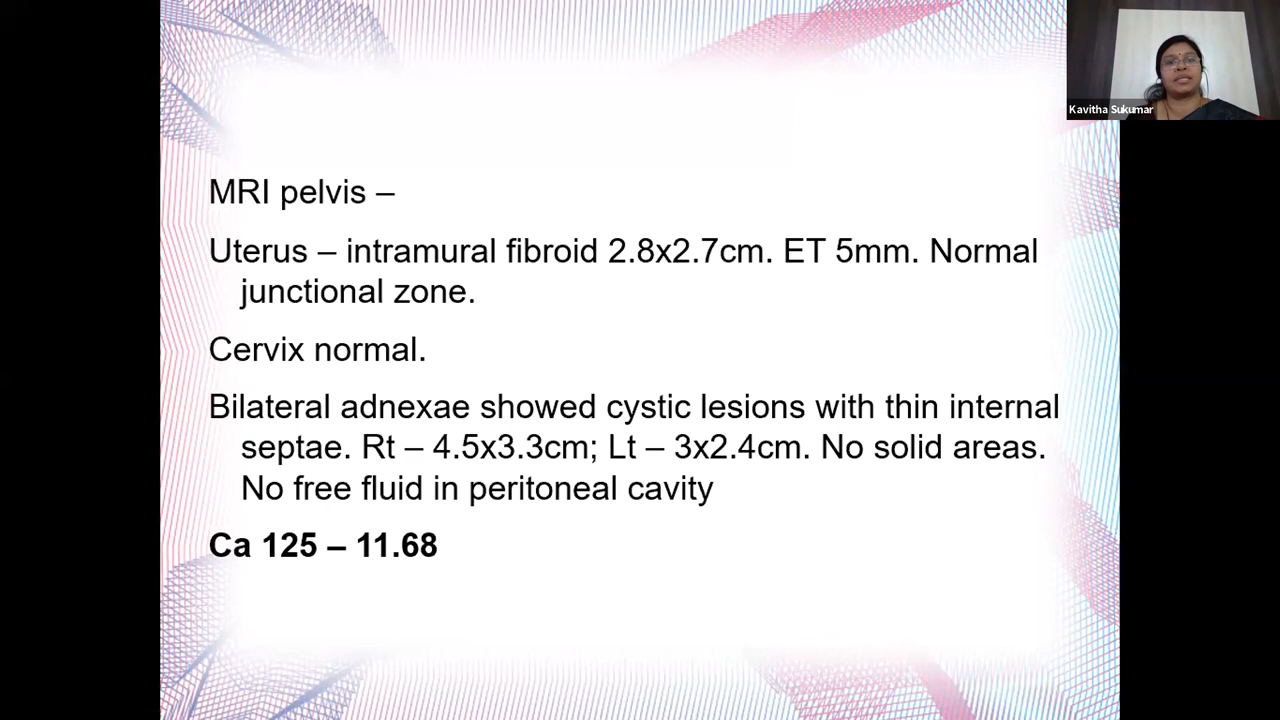 Kavitha Sukumar
MRI pelvis –
Uterus – intramural fibroid 2.8x2.7cm. ET 5mm. Normal
junctional zone.
Cervix normal.
Bilateral adnexae showed cystic lesions with thin internal
septae. Rt – 4.5x3.3cm; Lt – 3x2.4cm. No solid areas.
No free fluid in peritoneal cavity
Ca 125 – 11.68